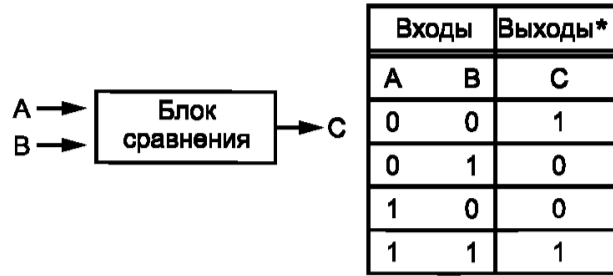 A
B
Блок
сравнения
C
Входы Выходы*
A B C
0 0 1
0 1 0
1 0 0
1 1 1